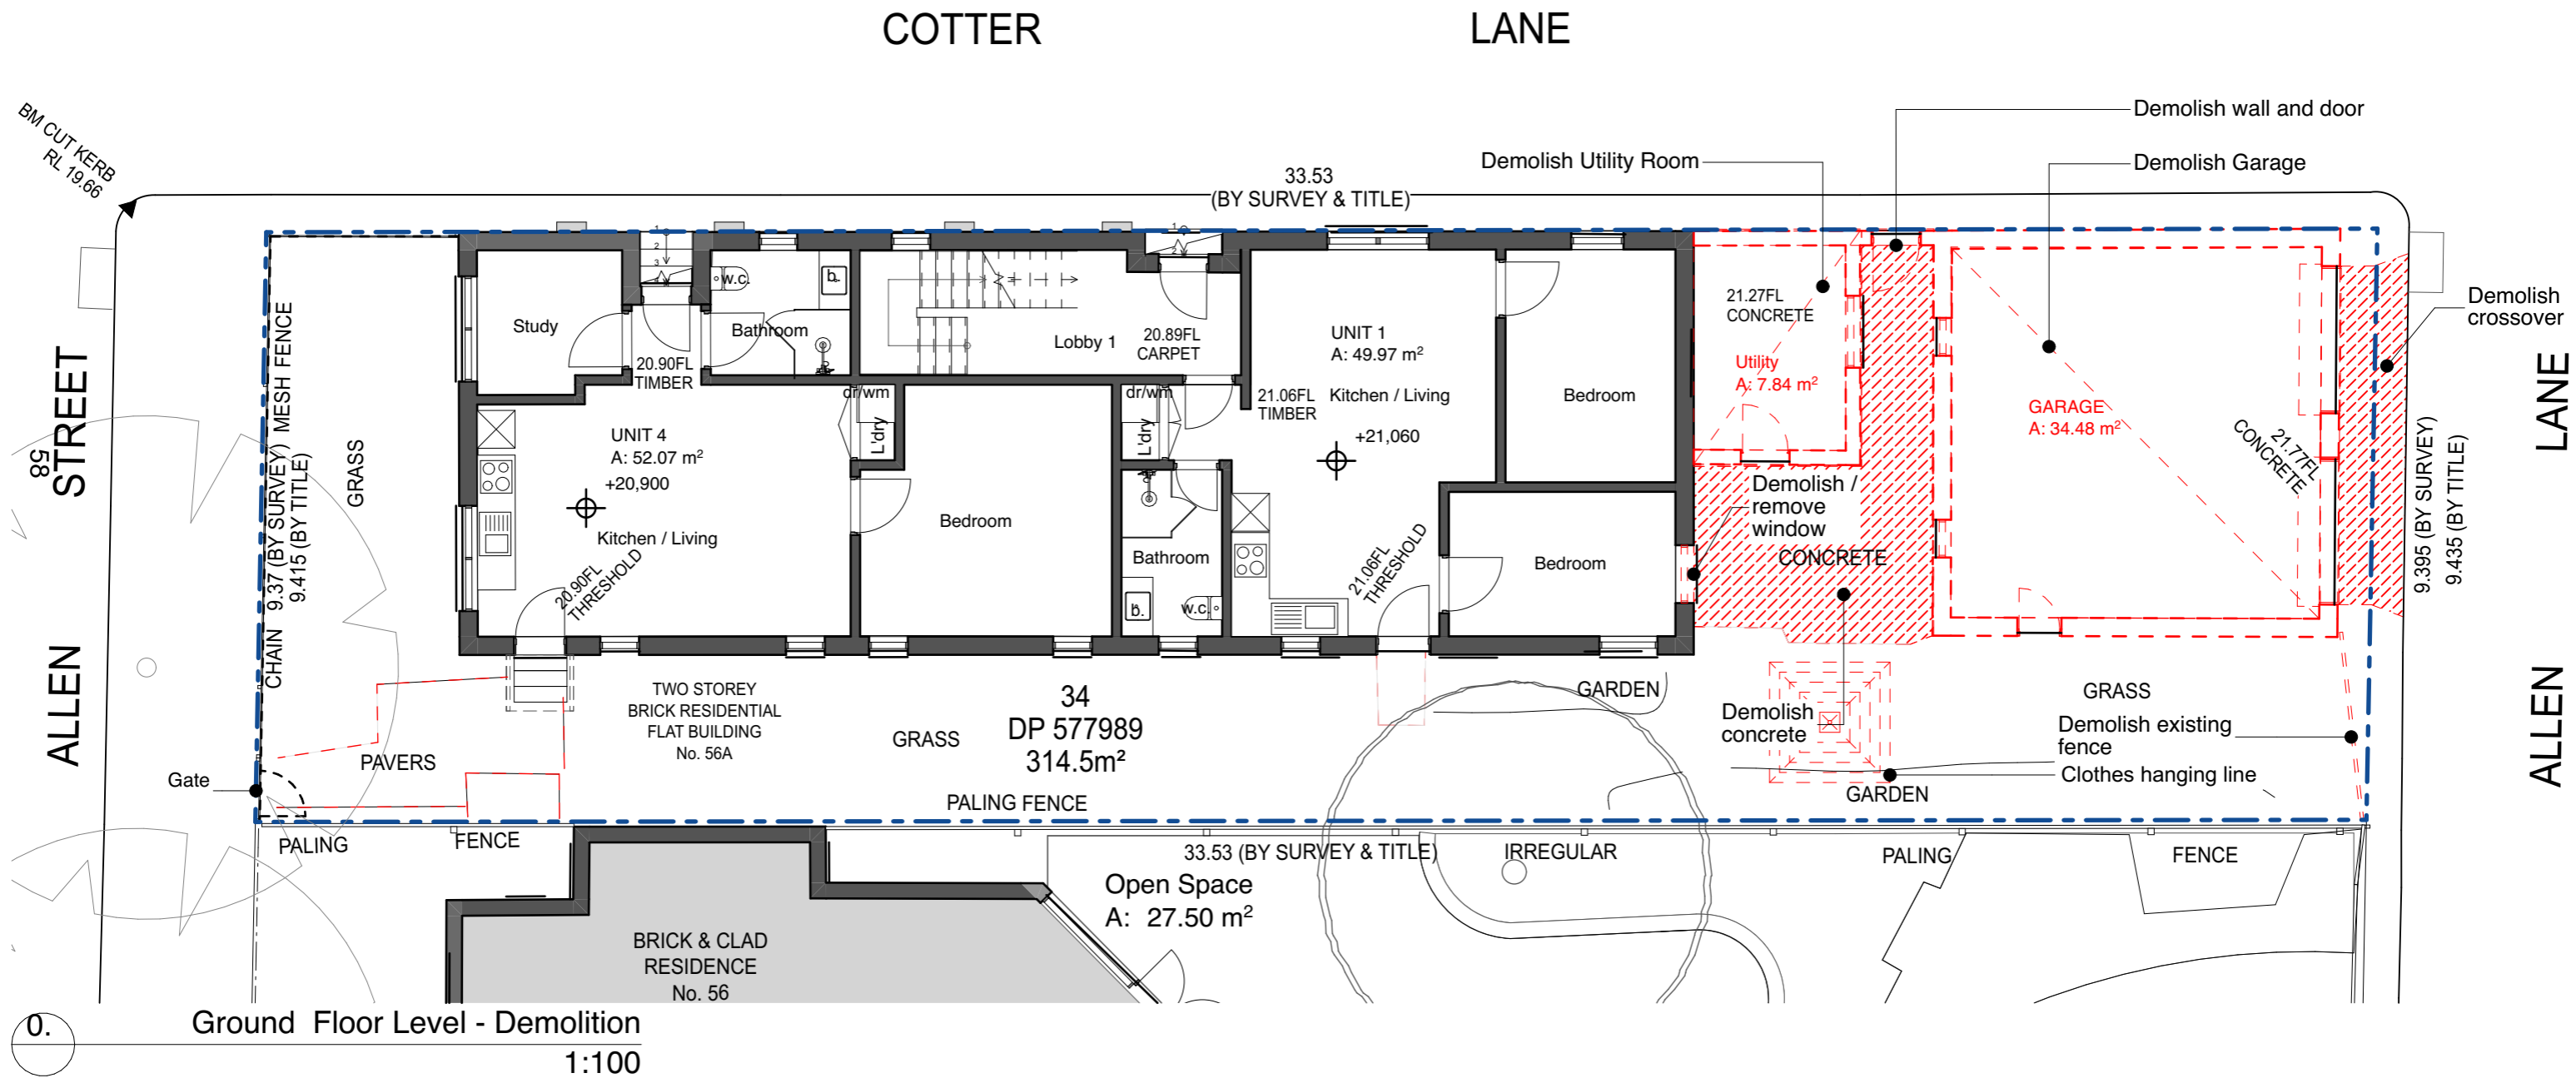 COTTER LANE
BM CUT KERB
RL 19.66
Demolish wall and door
Demolish Utility Room
Demolish Garage
33.53
(BY SURVEY & TITLE)
1
2
3
1
2
w.c.
b.
Study
Bathroom
20.90FL
TIMBER
Lobby 1
20.89FL
CARPET
UNIT 1
A: 49.97 m²
Kitchen / Living
21.06FL
TIMBER
+21,060
Bedroom
21.27FL
CONCRETE
Utility
A: 7.84 m²
GARAGE
A: 34.48 m²
21.77FL
CONCRETE
Demolish
crossover
ALLEN STREET
58
ALLEN LANE
CHAIN MESH FENCE
9.37 (BY SURVEY)
9.415 (BY TITLE)
GRASS
9.395 (BY SURVEY)
9.435 (BY TITLE)
dr/wm
L'dry
dr/wm
L'dry
UNIT 4
A: 52.07 m²
+20,900
Kitchen / Living
20.90FL
THRESHOLD
Bedroom
Bathroom
b.
w.c.
21.06FL
THRESHOLD
Bedroom
Demolish /
remove
window
CONCRETE
TWO STOREY
BRICK RESIDENTIAL
FLAT BUILDING
No. 56A
34
DP 577989
314.5m²
GRASS
GARDEN
Demolish
concrete
GRASS
Demolish existing
fence
Clothes hanging line
GARDEN
Gate
PAVERS
PALING FENCE
PALING FENCE
33.53 (BY SURVEY & TITLE)
IRREGULAR
PALING
FENCE
Open Space
A: 27.50 m²
BRICK & CLAD
RESIDENCE
No. 56
0.
Ground Floor Level - Demolition
1:100